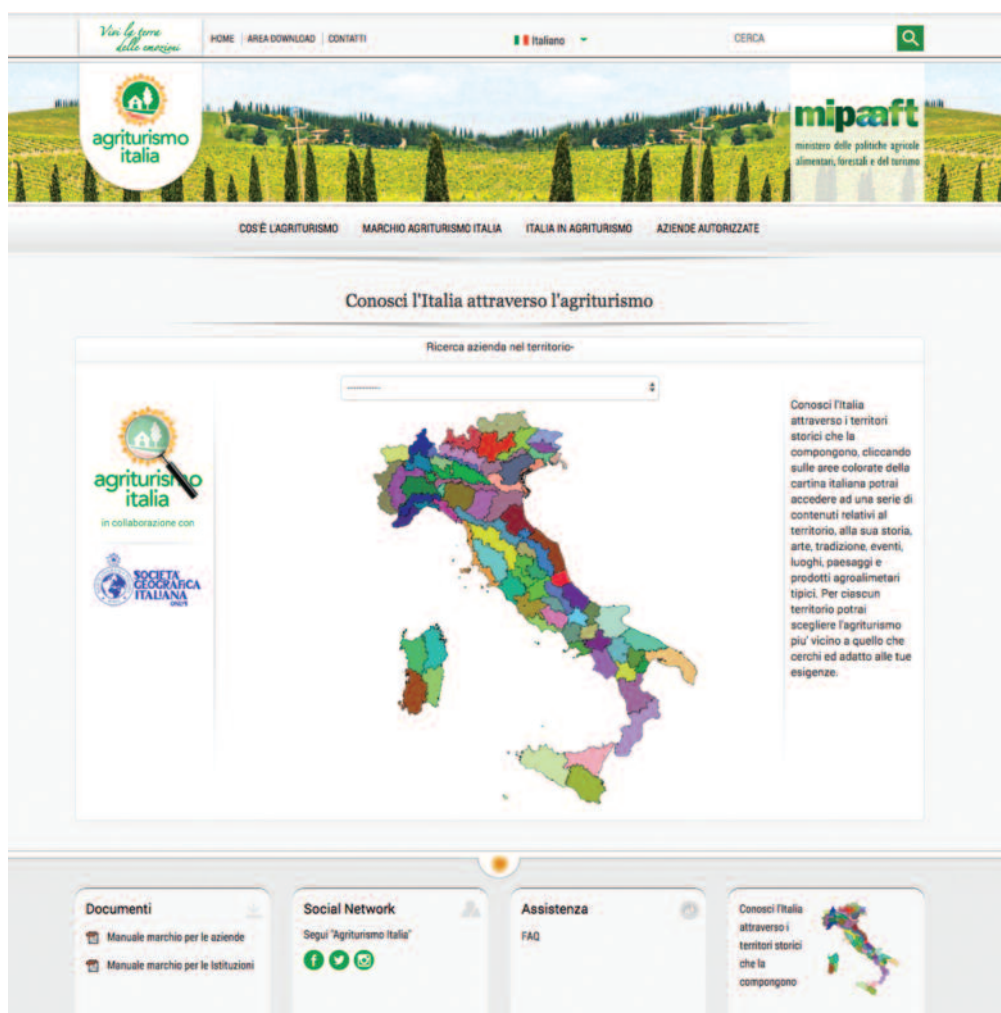 Vivi la terra
delle emozioni
HOME | AREA DOWNLOAD | CONTATTI
Italiano
CERCA
agriturismo
italia
mipaaft
ministero delle politiche agricole
alimentari, forestali e del turismo
COS'È L'AGRITURISMO MARCHIO AGRITURISMO ITALIA ITALIA IN AGRITURISMO AZIENDE AUTORIZZATE
Conosci l'Italia attraverso l'agriturismo
Ricerca azienda nel territorio-
-----------
agriturismo
italia
in collaborazione con
SOCIETÀ
GEOGRAFICA
ITALIANA
ONLUS
Conosci l'Italia
attraverso i territori
storici che la
compongono, cliccando
sulle aree colorate della
cartina italiana potrai
accedere ad una serie di
contenuti relativi al
territorio, alla sua storia,
arte, tradizione, eventi,
luoghi, paesaggi e
prodotti agroalimetari
tipici. Per ciascun
territorio potrai
scegliere l'agriturismo
piu' vicino a quello che
cerchi ed adatto alle tue
esigenze.
Documenti
Manuale marchio per le aziende
Manuale marchio per le Istituzioni
Social Network
Segui "Agriturismo Italia"
Assistenza
FAQ
Conosci l'Italia
attraverso i
territori storici
che la
compongono